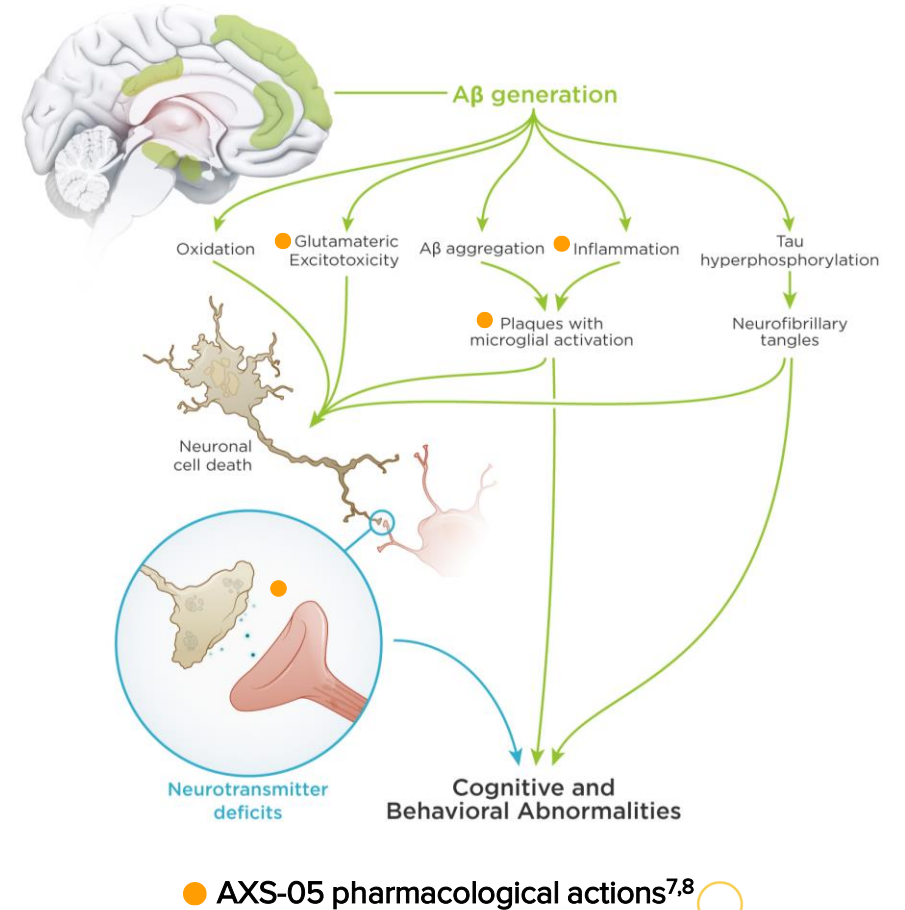 Aβ generation
Oxidation
Glutamateric
Excitotoxicity
Aβ aggregation
Inflammation
Tau
hyperphosphorylation
Plaques with
microglial activation
Neurofibrillary
tangles
Neuronal
cell death
Neurotransmitter
deficits
Cognitive and
Behavioral Abnormalities
AXS-05 pharmacological actions7,8